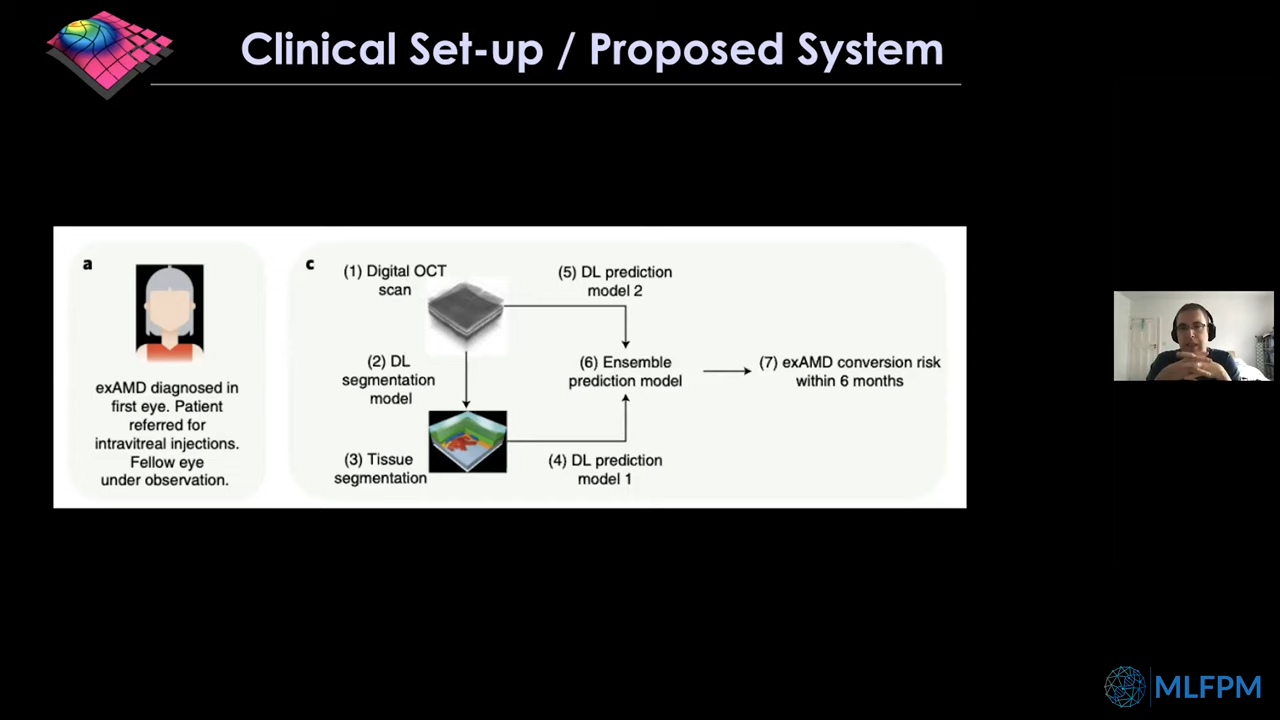 Clinical Set-up / Proposed System
a
exAMD diagnosed in
first eye. Patient
referred for
intravitreal injections.
Fellow eye
under observation.
c
(1) Digital OCT
scan
(2) DL
segmentation
model
(3) Tissue
segmentation
(5) DL prediction
model 2
(6) Ensemble
prediction model
(4) DL prediction
model 1
(7) exAMD conversion risk
within 6 months
MLFPM